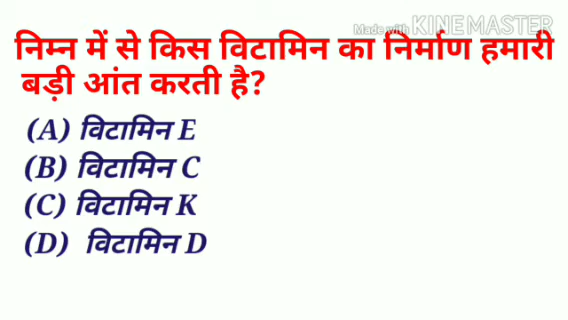 Made with KINEMASTER
निम्न में से किस विटामिन का निर्माण हमारी
बड़ी आंत करती है?
(A) विटामिन E
(B) विटामिन C
(C) विटामिन K
(D) विटामिन D